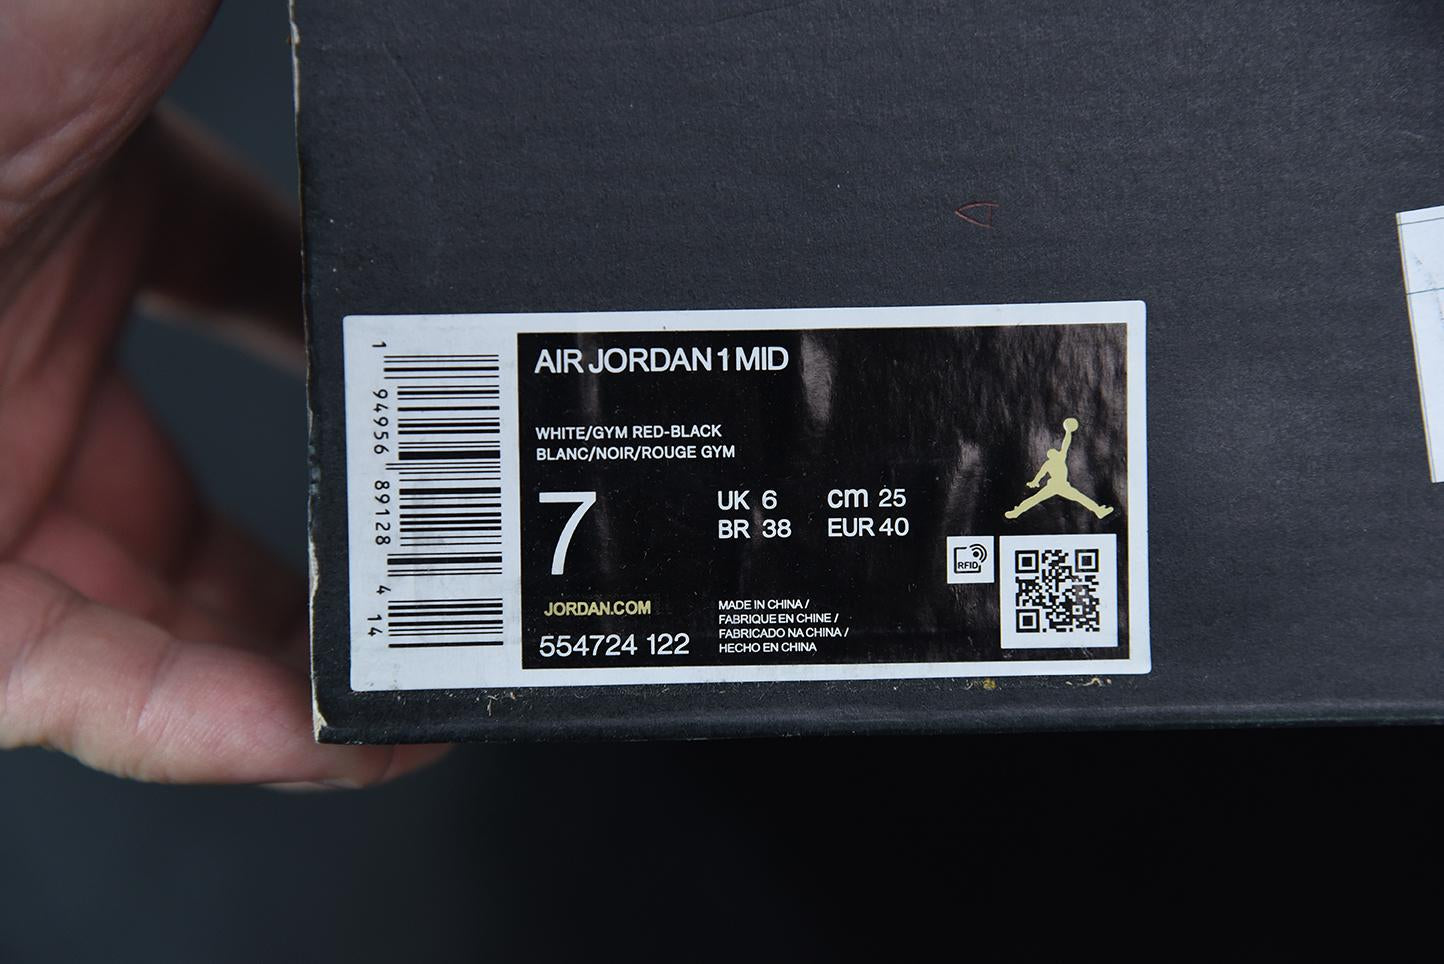 AIR JORDAN 1 MID
WHITE/GYM RED-BLACK
BLANC/NOIR/ROUGE GYM
7
UK 6 cm 25
BR 38 EUR 40
RFID
JORDAN.COM
554724 122
MADE IN CHINA /
FABRIQUE EN CHINE /
FABRICADO NA CHINA /
HECHO EN CHINA
1 94956 89128 4 14